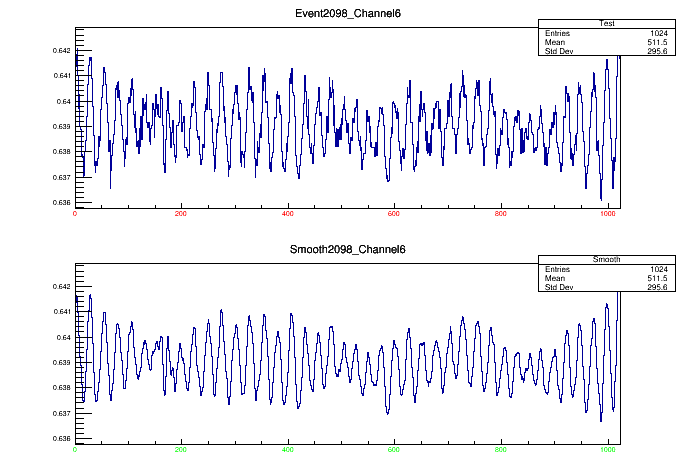 Event2098_Channel6
Test
Entries 1024
Mean 511.5
Std Dev 295.6
0.642
0.641
0.64
0.639
0.638
0.637
0.636
0 200 400 600 800 1000
Smooth2098_Channel6
Smooth
Entries 1024
Mean 511.5
Std Dev 295.6
0.642
0.641
0.64
0.639
0.638
0.637
0.636
0 200 400 600 800 1000